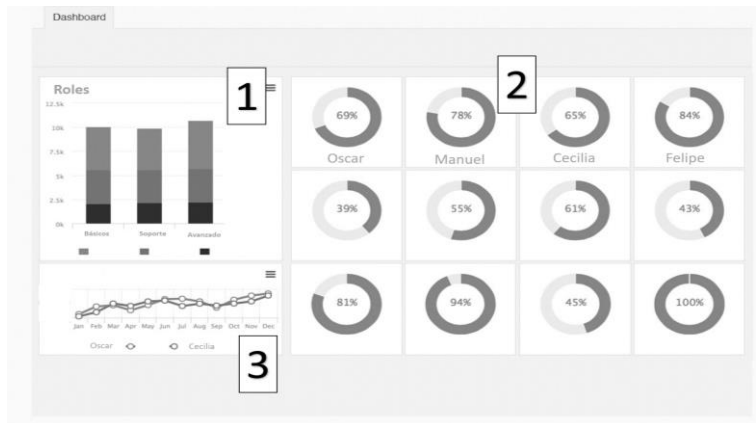 Dashboard
1
2
Roles
12.5k
10k
7.5k
5k
2.5k
0k
Básicos Soporte Avanzado
69% 78% 65% 84%
Oscar Manuel Cecilia Felipe
39% 55% 61% 43%
81% 94% 45% 100%
Jan Feb Mar Apr May Jun Jul Aug Sep Oct Nov Dec
Oscar Cecilia
3